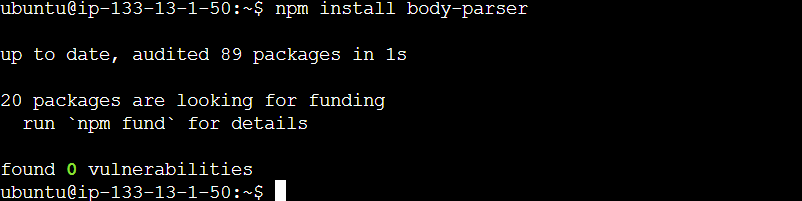 ubuntu@ip-133-13-1-50:~$ npm install body-parser
up to date, audited 89 packages in 1s
20 packages are looking for funding
  run `npm fund` for details
found 0 vulnerabilities
ubuntu@ip-133-13-1-50:~$